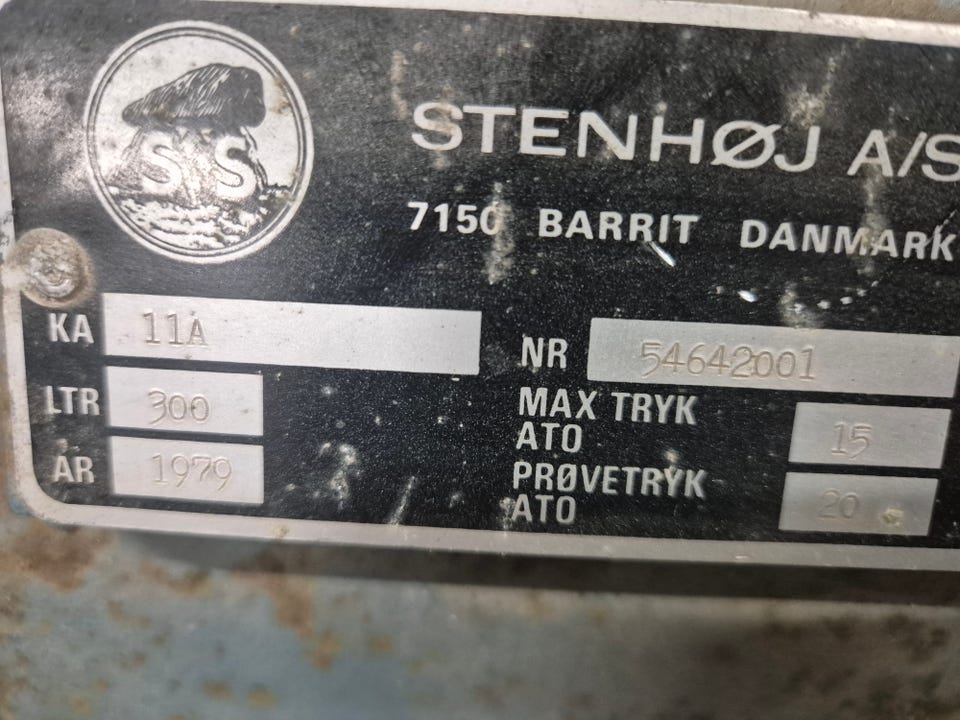 SS
STENHØJ A/S
7150 BARRIT DANMARK
KA 11A
NR 54642001
LTR 300
MAX TRYK
ATO 15
ÅR 1979
PRØVETRYK
ATO 20